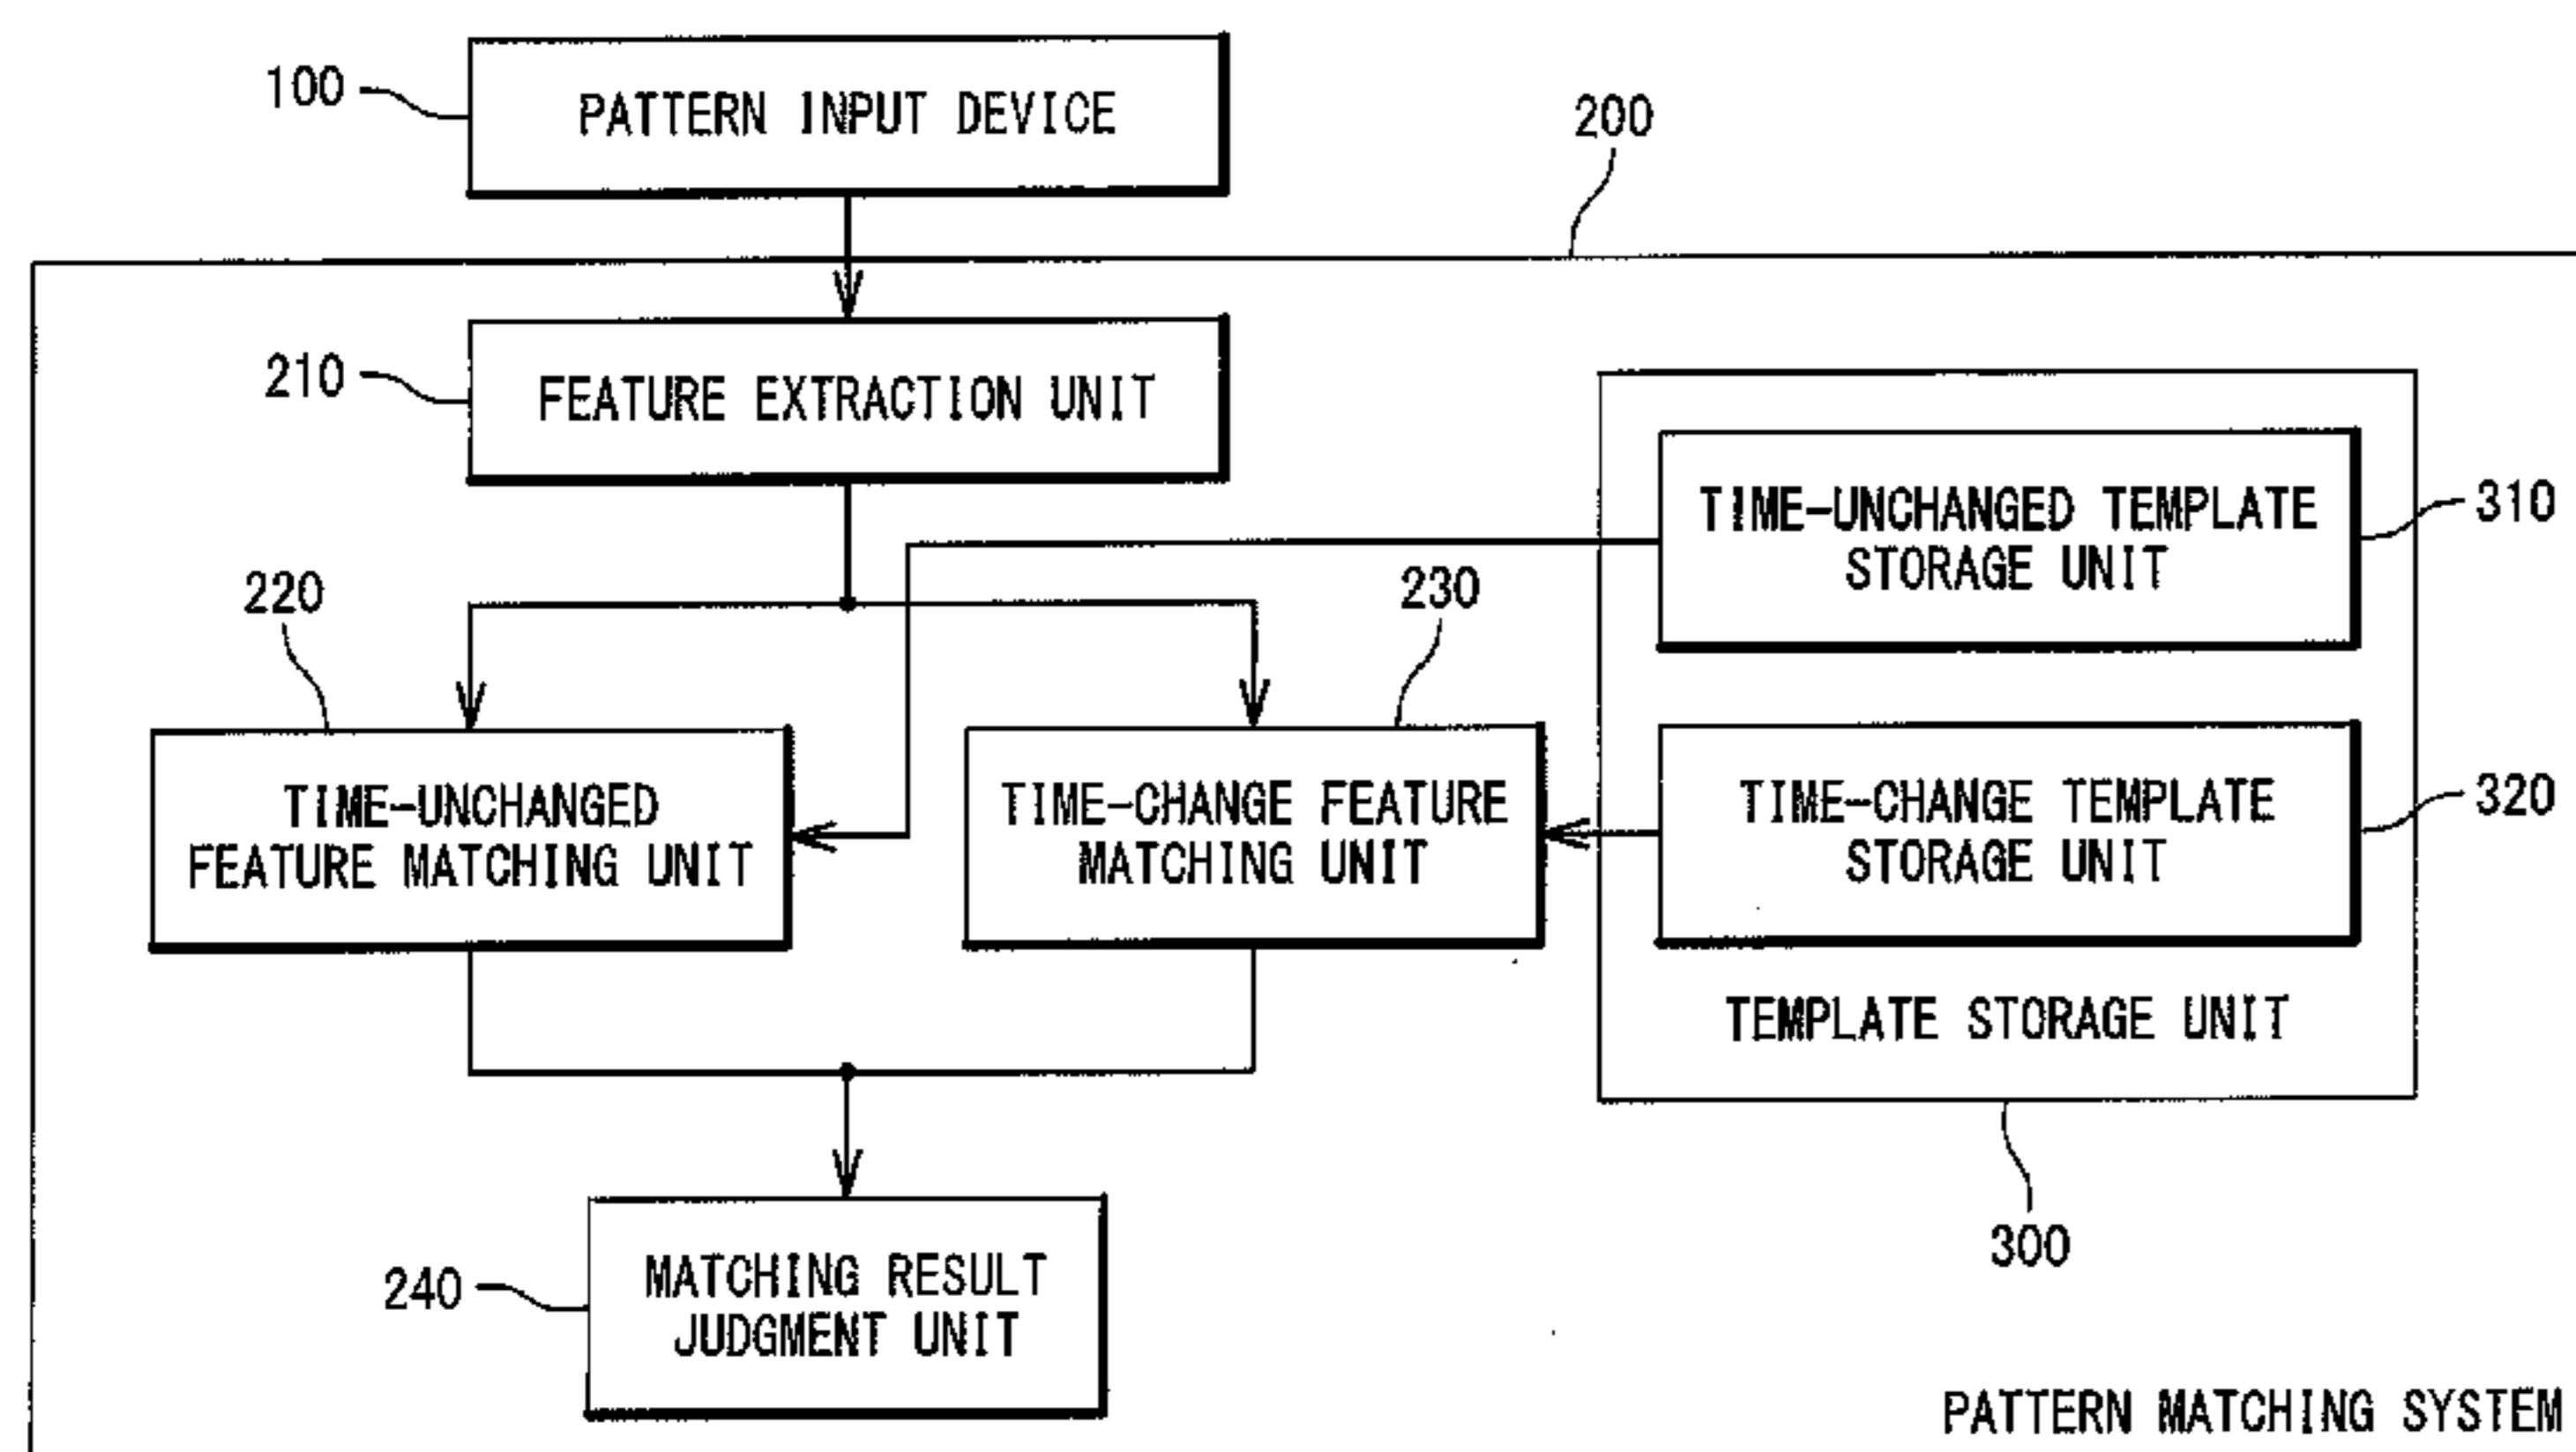 100
PATTERN INPUT DEVICE
200
210
FEATURE EXTRACTION UNIT
TIME-UNCHANGED TEMPLATE
STORAGE UNIT
310
220
230
TIME-UNCHANGED
FEATURE MATCHING UNIT
TIME-CHANGE FEATURE
MATCHING UNIT
TIME-CHANGE TEMPLATE
STORAGE UNIT
320
TEMPLATE STORAGE UNIT
300
240
MATCHING RESULT
JUDGMENT UNIT
PATTERN MATCHING SYSTEM